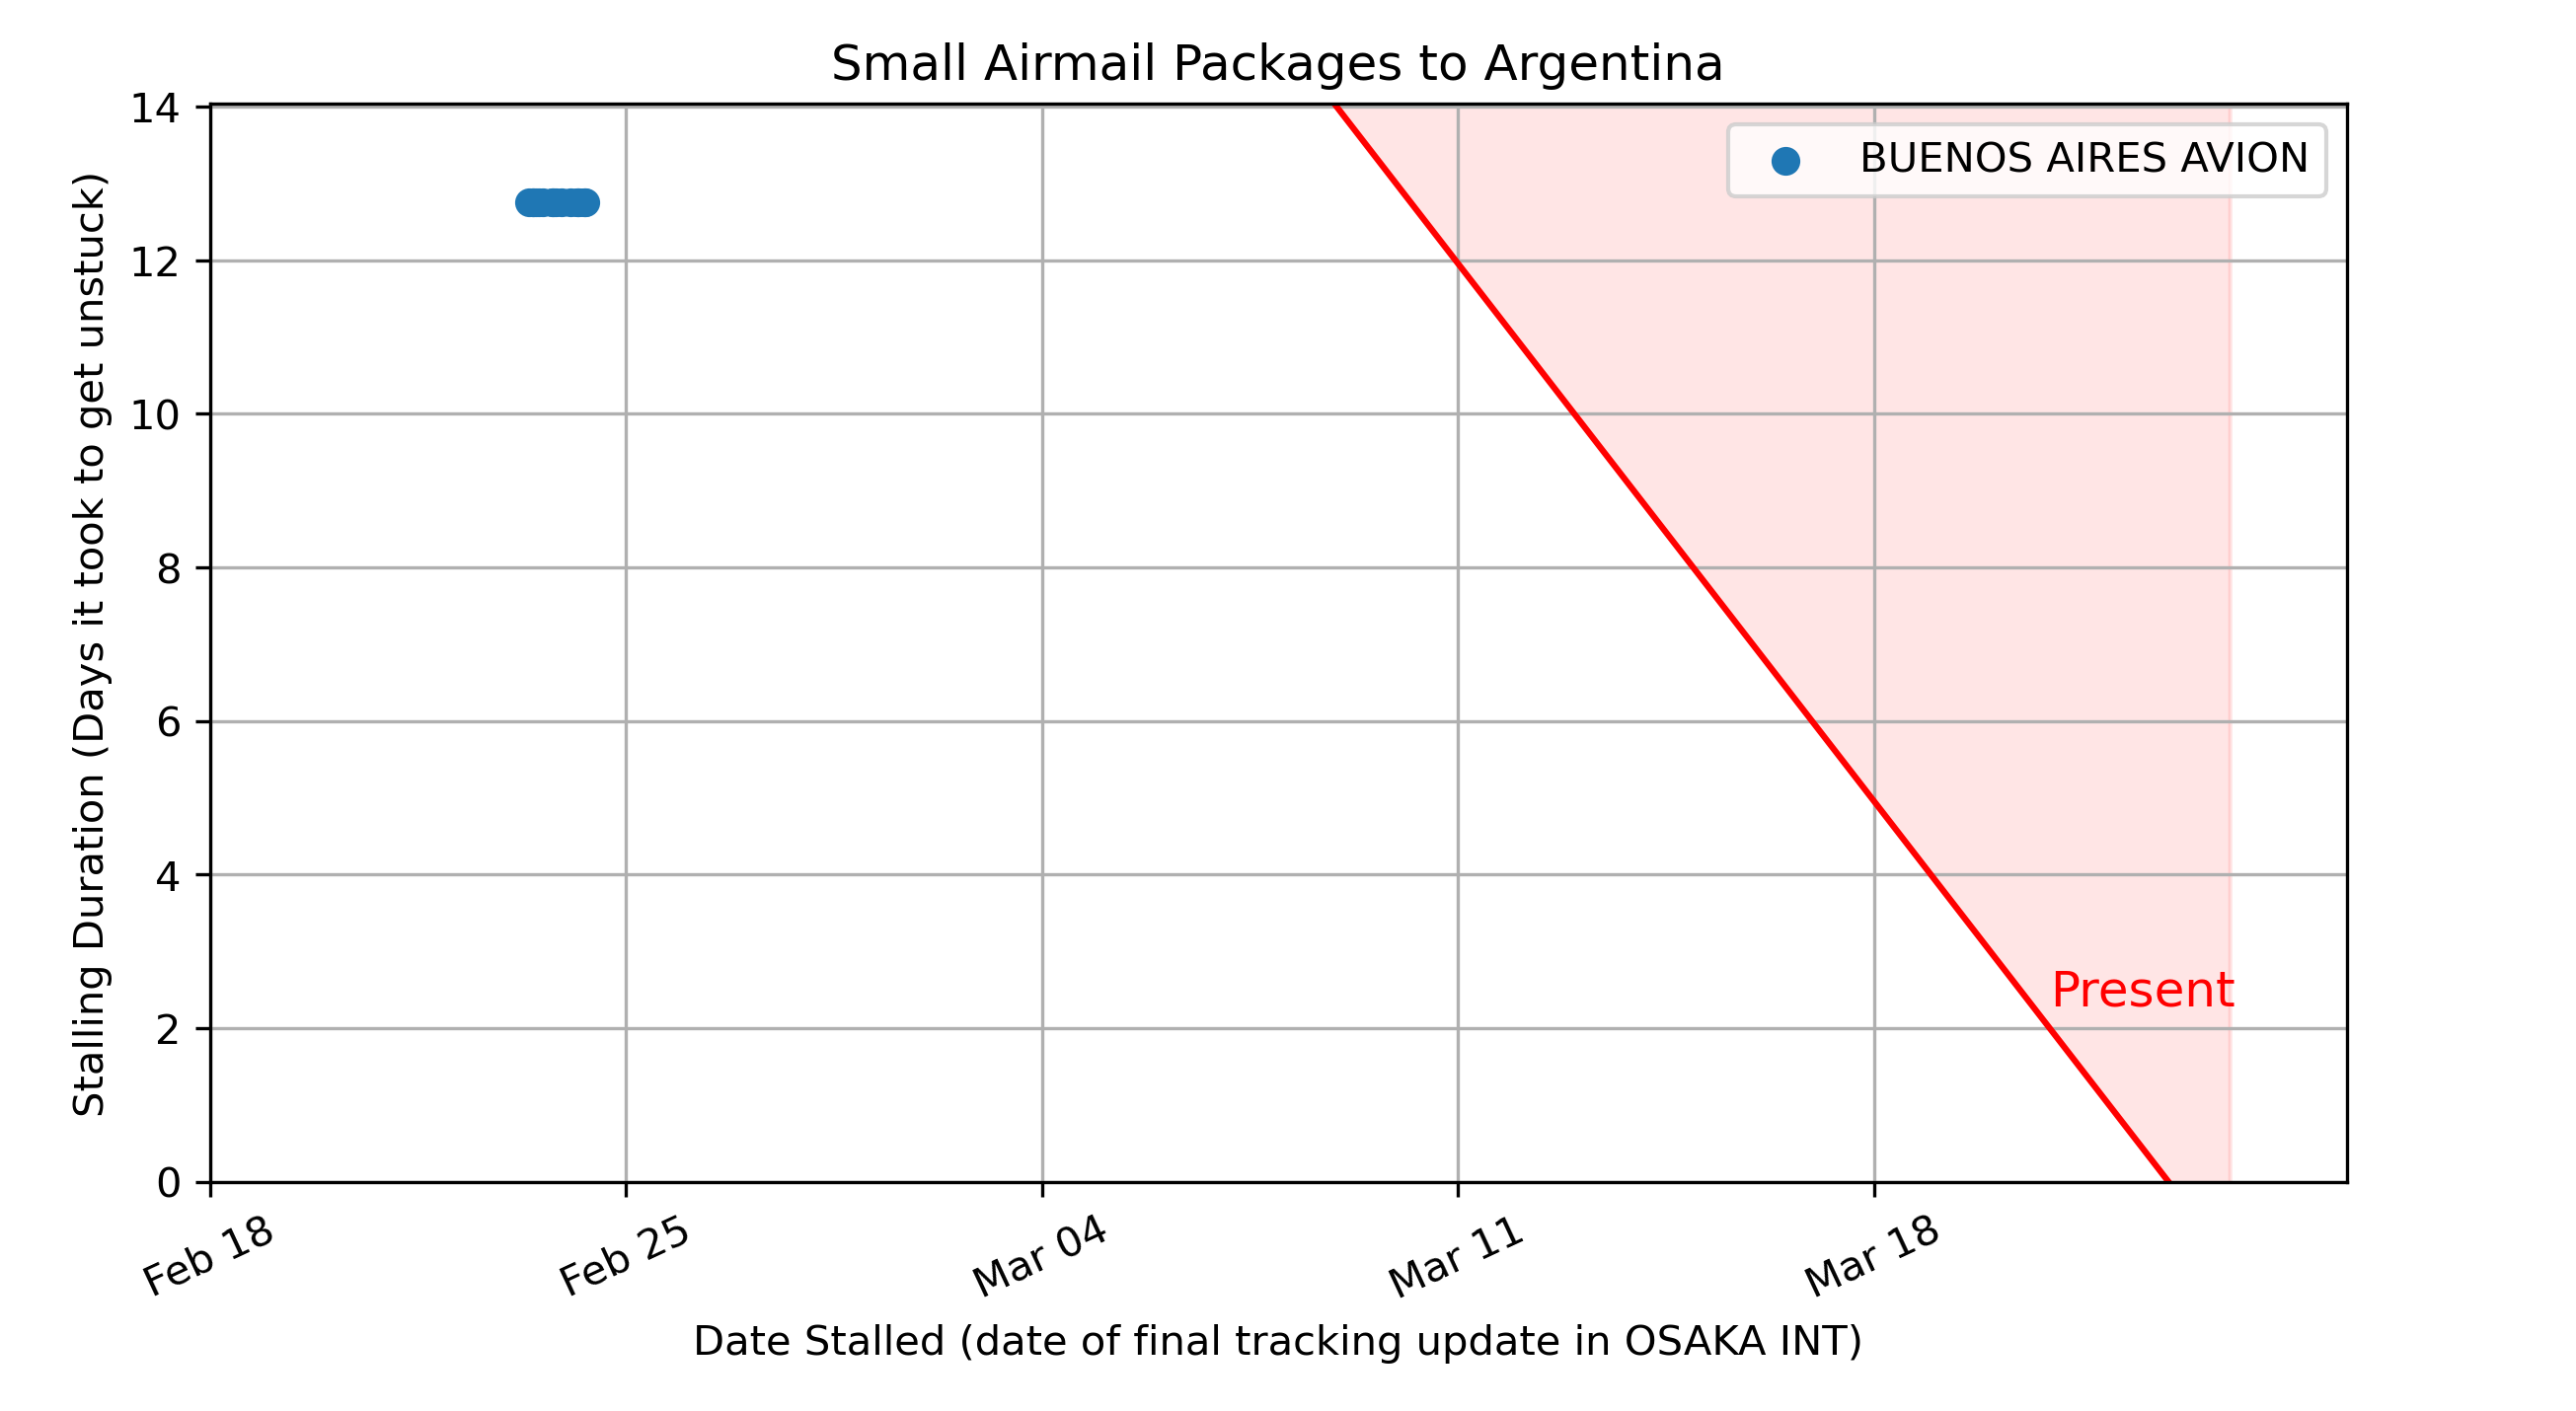 Small Airmail Packages to Argentina
BUENOS AIRES AVION
Stalling Duration (Days it took to get unstuck)
14
12
10
8
6
4
2
0
Present
Feb 18
Feb 25
Mar 04
Mar 11
Mar 18
Date Stalled (date of final tracking update in OSAKA INT)